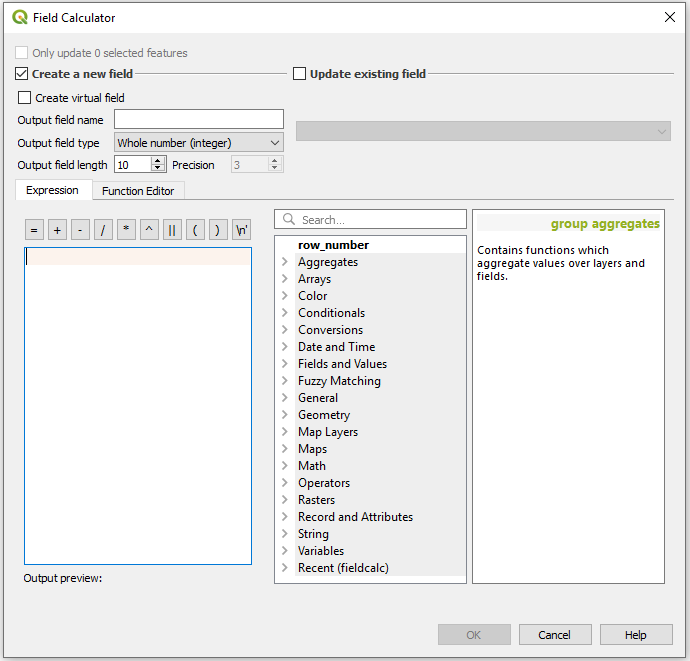 Field Calculator
Only update 0 selected features
Create a new field
Update existing field
Create virtual field
Output field name
Output field type Whole number (integer)
Output field length 10 Precision 3
Expression Function Editor
= + - / * ^ || ( ) '\n'
Search...
row_number
Aggregates
Arrays
Color
Conditionals
Conversions
Date and Time
Fields and Values
Fuzzy Matching
General
Geometry
Map Layers
Maps
Math
Operators
Rasters
Record and Attributes
String
Variables
Recent (fieldcalc)
group aggregates
Contains functions which
aggregate values over layers and
fields.
Output preview:
OK Cancel Help